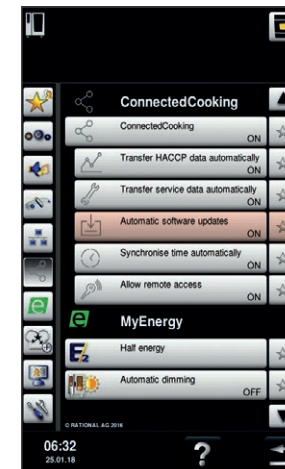 ConnectedCooking
ConnectedCooking
ON
Transfer HACCP data automatically
ON
Transfer service data automatically
ON
Automatic software updates
ON
Synchronise time automatically
ON
Allow remote access
ON
e MyEnergy
E/2 Half energy
Automatic dimming
OFF
© RATIONAL AG 2016
06:32
25.01.18
?